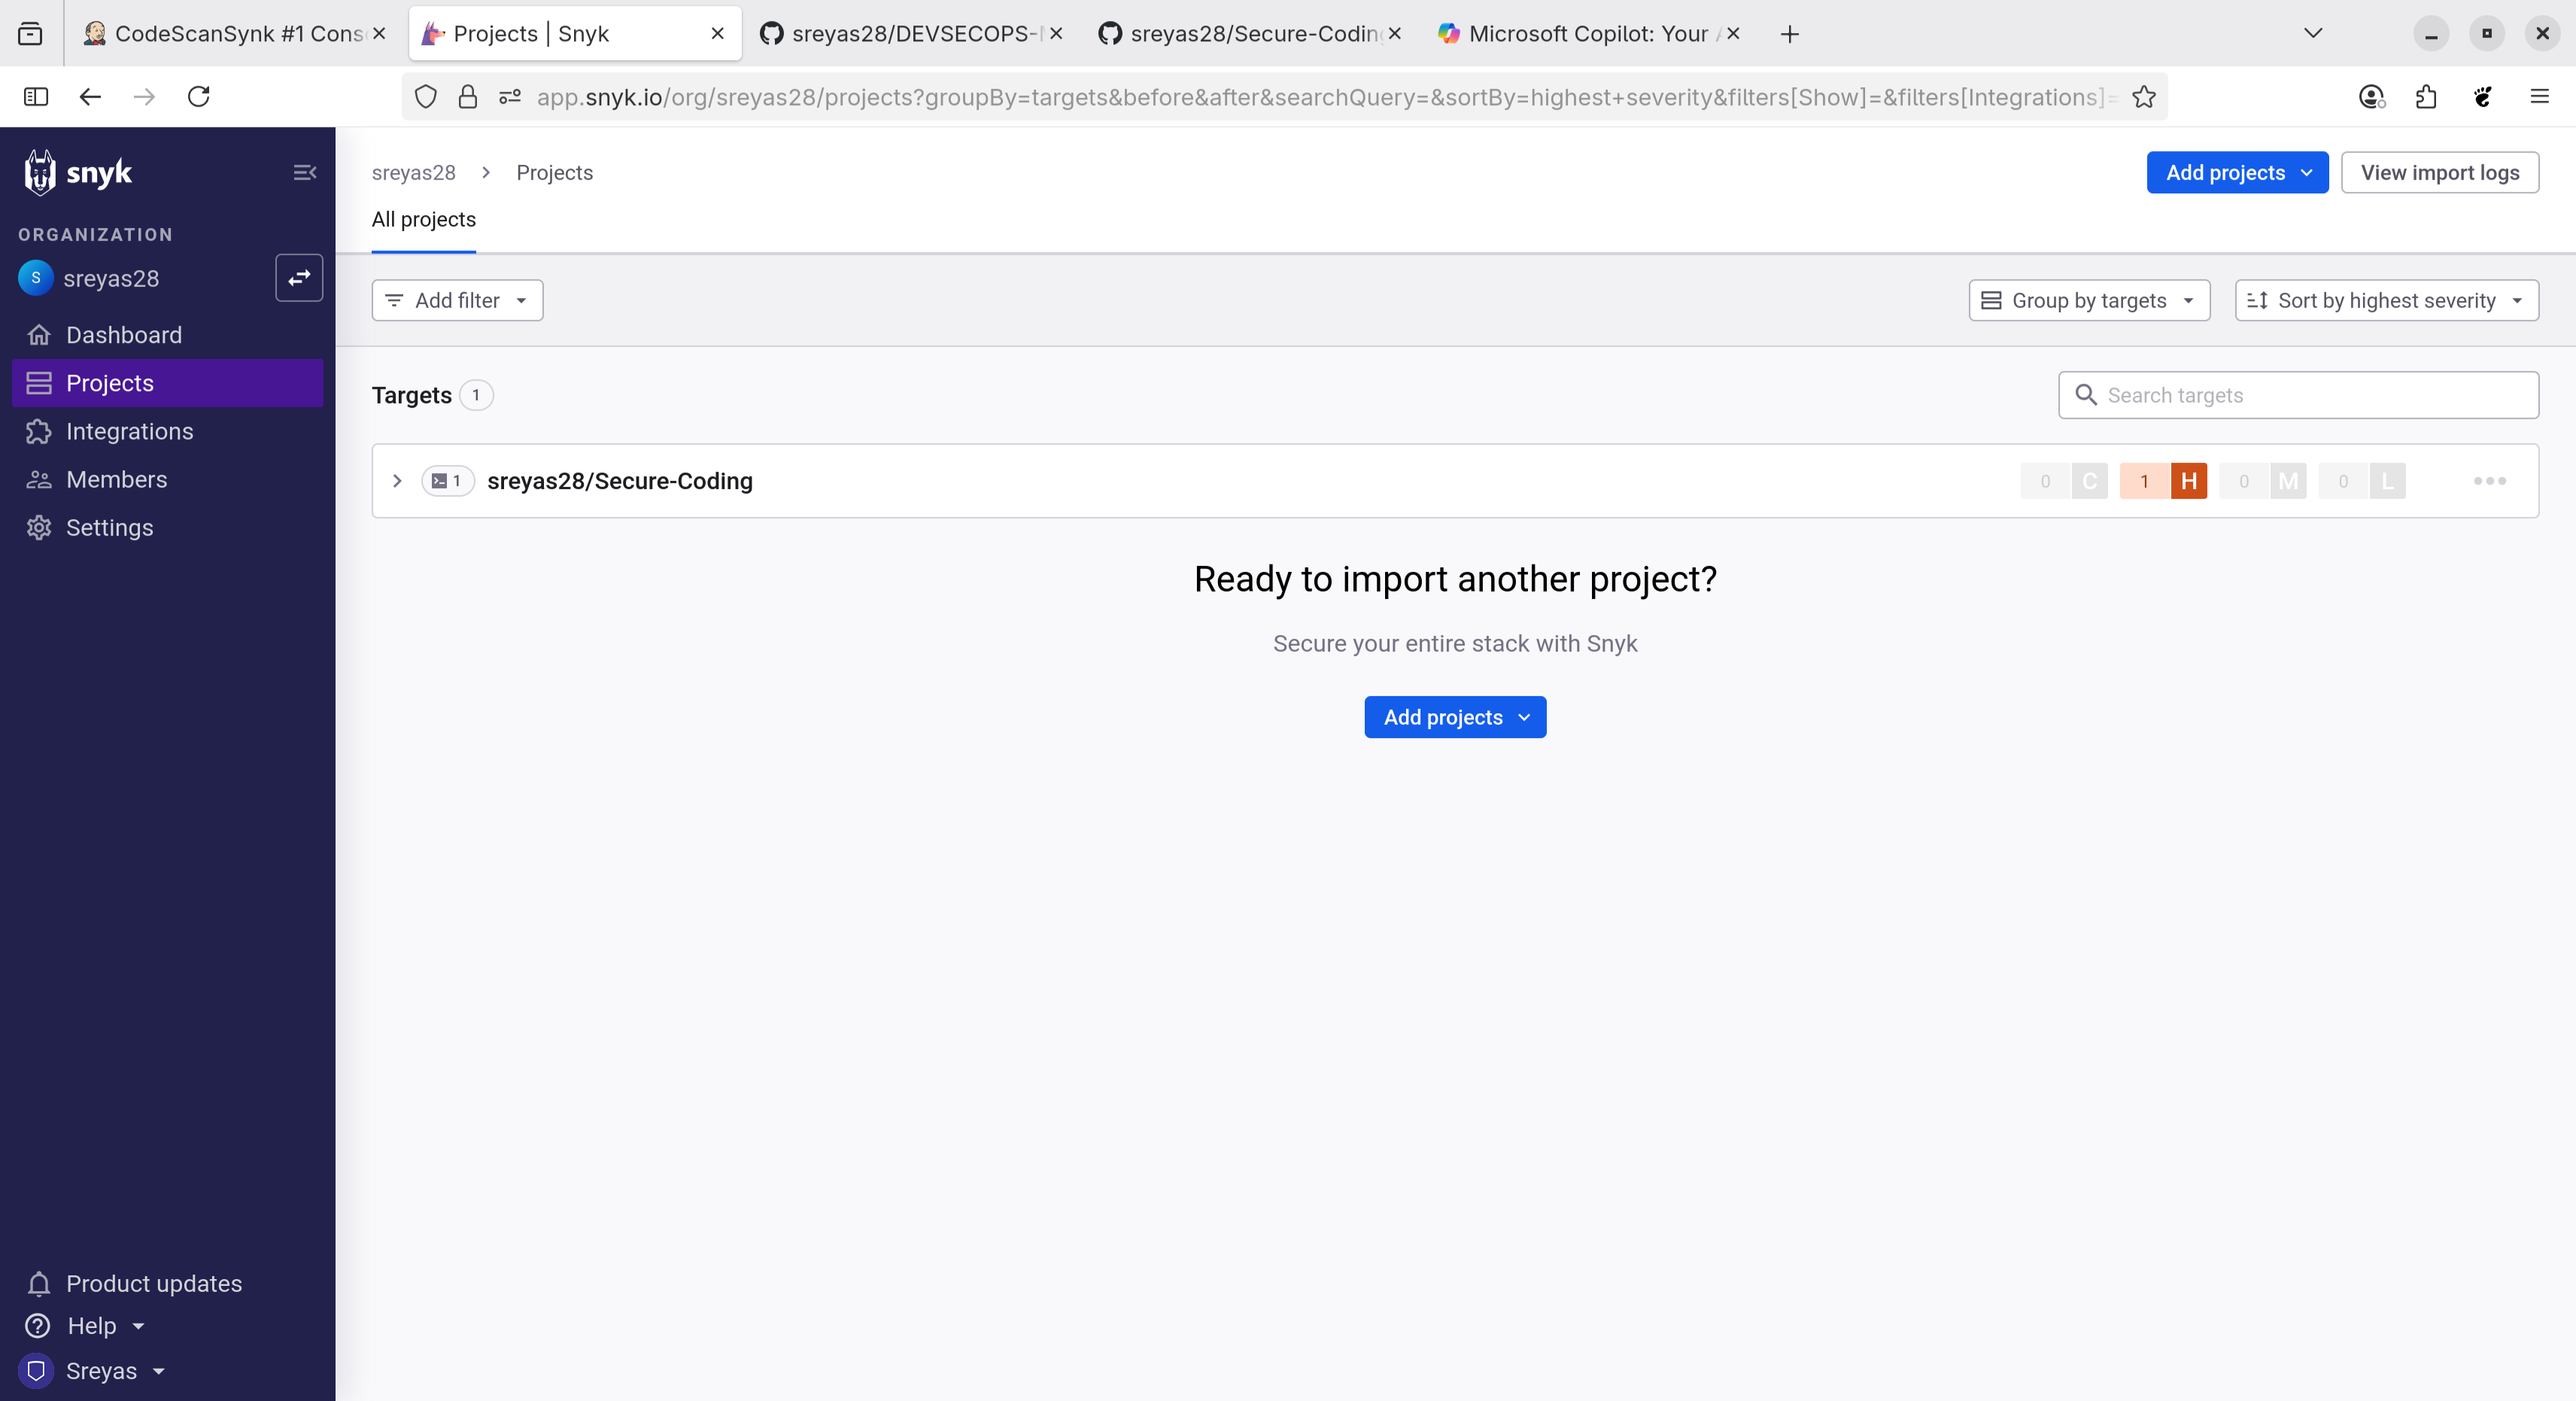 CodeScanSynk #1 Cons
Projects | Snyk
sreyas28/DEVSECOPS-
sreyas28/Secure-Coding
Microsoft Copilot: Your A
app.snyk.io/org/sreyas28/projects?groupBy=targets&before&after&searchQuery=&sortBy=highest+severity&filters[Show]=&filters[Integrations]=
snyk
ORGANIZATION
S sreyas28
Dashboard
Projects
Integrations
Members
Settings
Product updates
Help
Sreyas
sreyas28 > Projects
Add projects
View import logs
All projects
Add filter
Group by targets
Sort by highest severity
Targets 1
Search targets
1 sreyas28/Secure-Coding
0 C 1 H 0 M 0 L
Ready to import another project?
Secure your entire stack with Snyk
Add projects